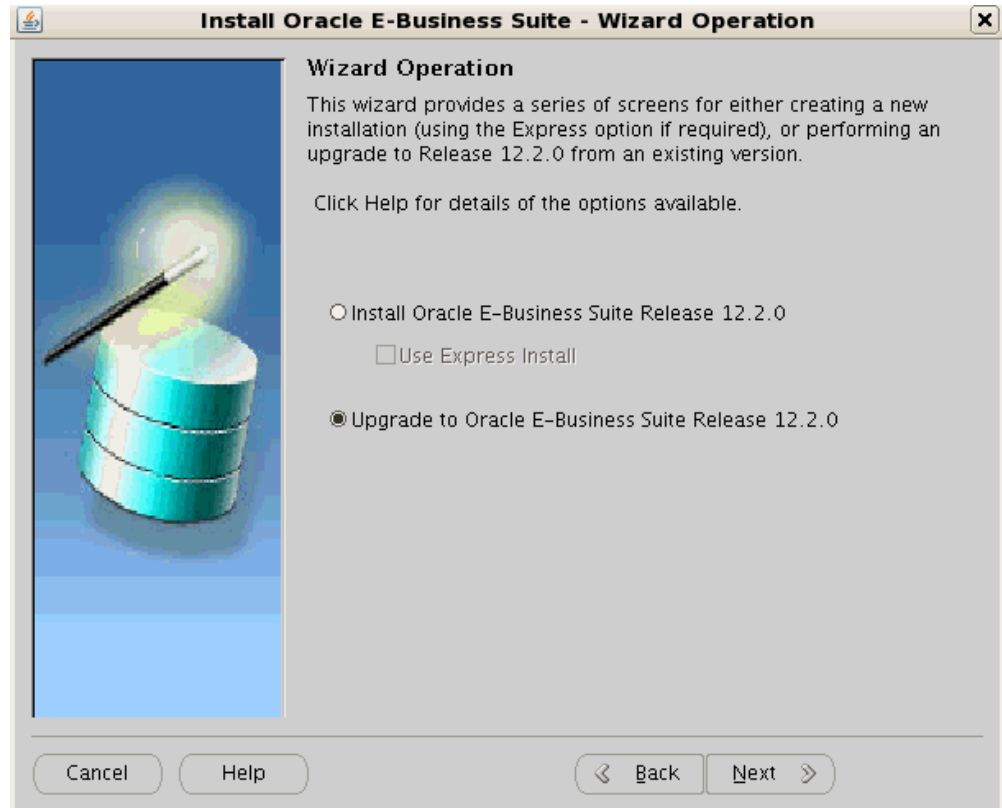 Install Oracle E-Business Suite - Wizard Operation
Wizard Operation
This wizard provides a series of screens for either creating a new
installation (using the Express option if required), or performing an
upgrade to Release 12.2.0 from an existing version.
Click Help for details of the options available.
Install Oracle E-Business Suite Release 12.2.0
Use Express Install
Upgrade to Oracle E-Business Suite Release 12.2.0
Cancel Help Back Next